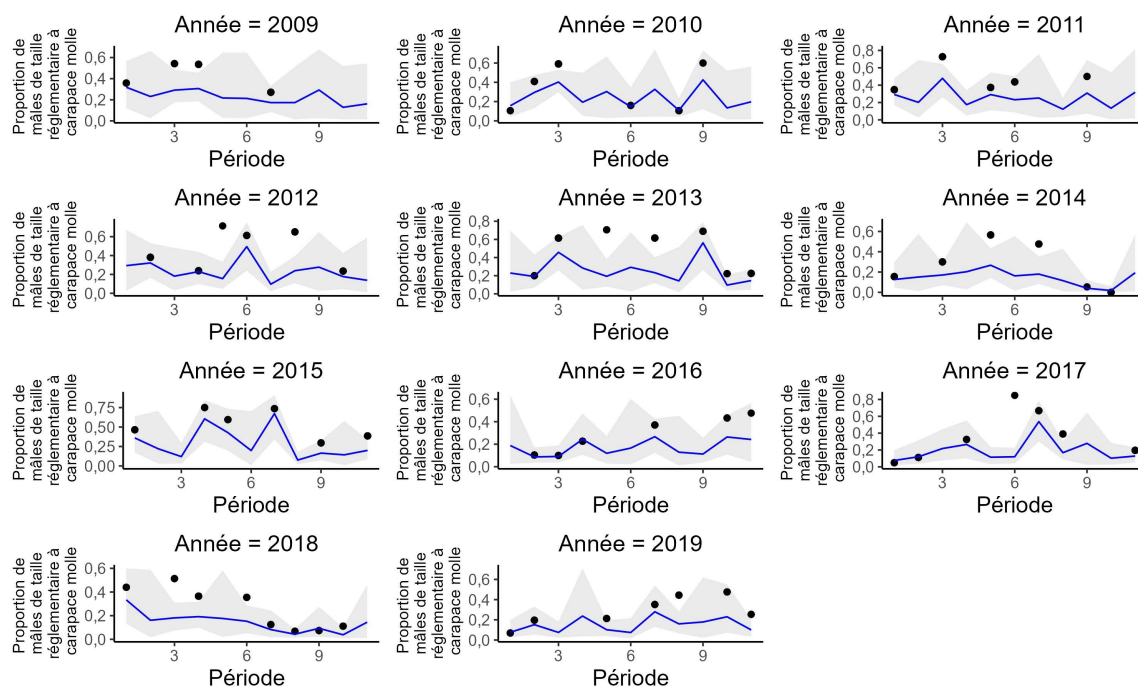 Année = 2009
Proportion de
mâles de taille
réglementaire à
carapace molle
0,6
0,4
0,2
0,0
3
6
9
Période
Année = 2010
Proportion de
mâles de taille
réglementaire à
carapace molle
0,6
0,4
0,2
0,0
3
6
9
Période
Année = 2011
Proportion de
mâles de taille
réglementaire à
carapace molle
0,8
0,6
0,4
0,2
0,0
3
6
9
Période
Année = 2012
Proportion de
mâles de taille
réglementaire à
carapace molle
0,6
0,4
0,2
0,0
3
6
9
Période
Année = 2013
Proportion de
mâles de taille
réglementaire à
carapace molle
0,8
0,6
0,4
0,2
0,0
3
6
9
Période
Année = 2014
Proportion de
mâles de taille
réglementaire à
carapace molle
0,6
0,4
0,2
0,0
3
6
9
Période
Année = 2015
Proportion de
mâles de taille
réglementaire à
carapace molle
0,75
0,50
0,25
0,00
3
6
9
Période
Année = 2016
Proportion de
mâles de taille
réglementaire à
carapace molle
0,6
0,4
0,2
0,0
3
6
9
Période
Année = 2017
Proportion de
mâles de taille
réglementaire à
carapace molle
0,8
0,6
0,4
0,2
0,0
3
6
9
Période
Année = 2018
Proportion de
mâles de taille
réglementaire à
carapace molle
0,6
0,4
0,2
0,0
3
6
9
Période
Année = 2019
Proportion de
mâles de taille
réglementaire à
carapace molle
0,6
0,4
0,2
0,0
3
6
9
Période